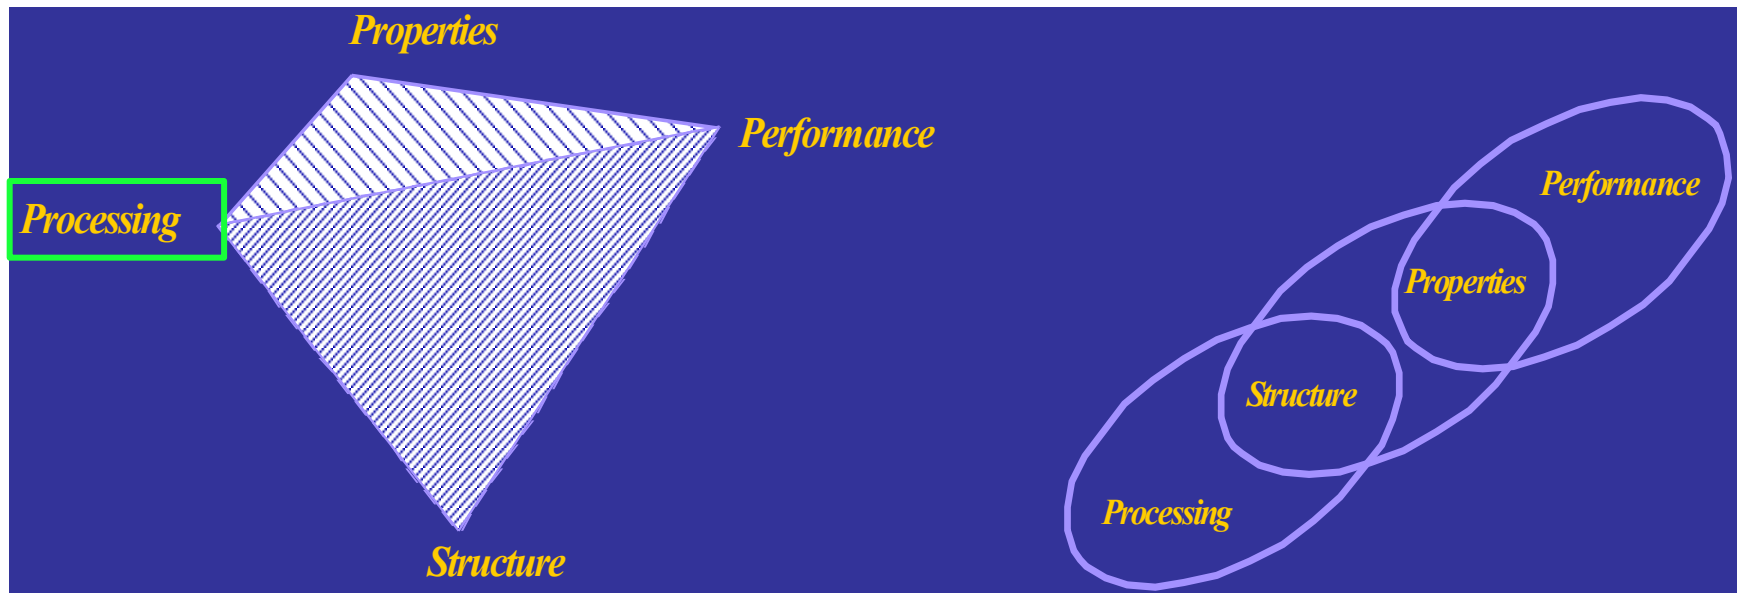 Properties
Performance
Processing
Structure
Performance
Properties
Structure
Processing